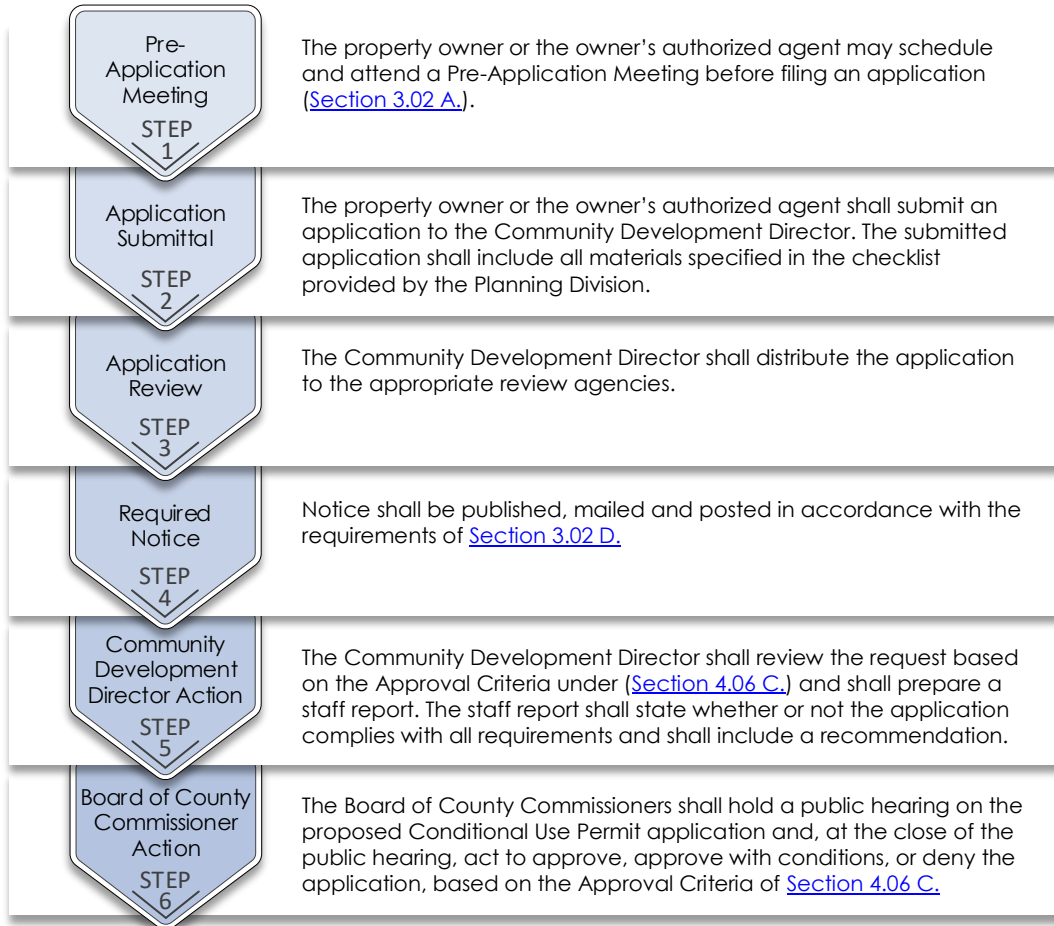 Pre-
Application
Meeting
STEP
1
The property owner or the owner’s authorized agent may schedule
and attend a Pre-Application Meeting before filing an application
(Section 3.02 A.).
Application
Submittal
STEP
2
The property owner or the owner’s authorized agent shall submit an
application to the Community Development Director. The submitted
application shall include all materials specified in the checklist
provided by the Planning Division.
Application
Review
STEP
3
The Community Development Director shall distribute the application
to the appropriate review agencies.
Required
Notice
STEP
4
Notice shall be published, mailed and posted in accordance with the
requirements of Section 3.02 D.
Community
Development
Director Action
STEP
5
The Community Development Director shall review the request based
on the Approval Criteria under (Section 4.06 C.) and shall prepare a
staff report. The staff report shall state whether or not the application
complies with all requirements and shall include a recommendation.
Board of County
Commissioner
Action
STEP
6
The Board of County Commissioners shall hold a public hearing on the
proposed Conditional Use Permit application and, at the close of the
public hearing, act to approve, approve with conditions, or deny the
application, based on the Approval Criteria of Section 4.06 C.